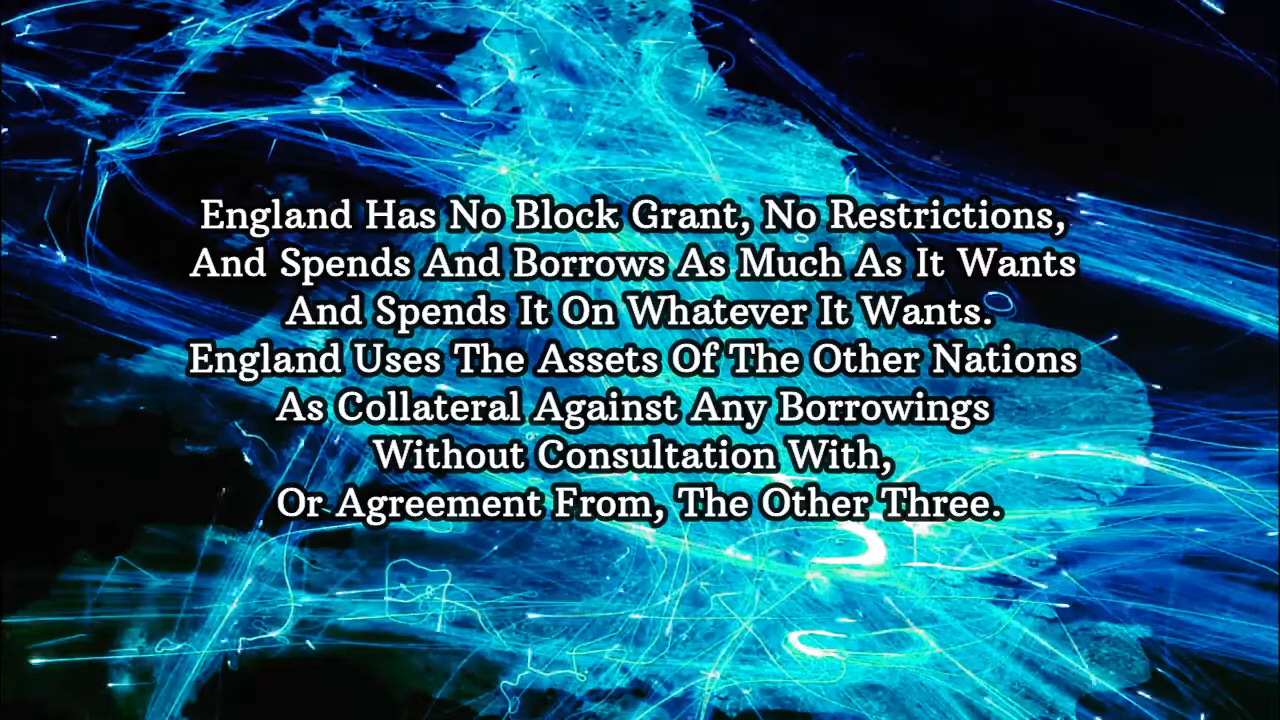 England Has No Block Grant, No Restrictions,
And Spends And Borrows As Much As It Wants
And Spends It On Whatever It Wants.
England Uses The Assets Of The Other Nations
As Collateral Against Any Borrowings
Without Consultation With,
Or Agreement From, The Other Three.